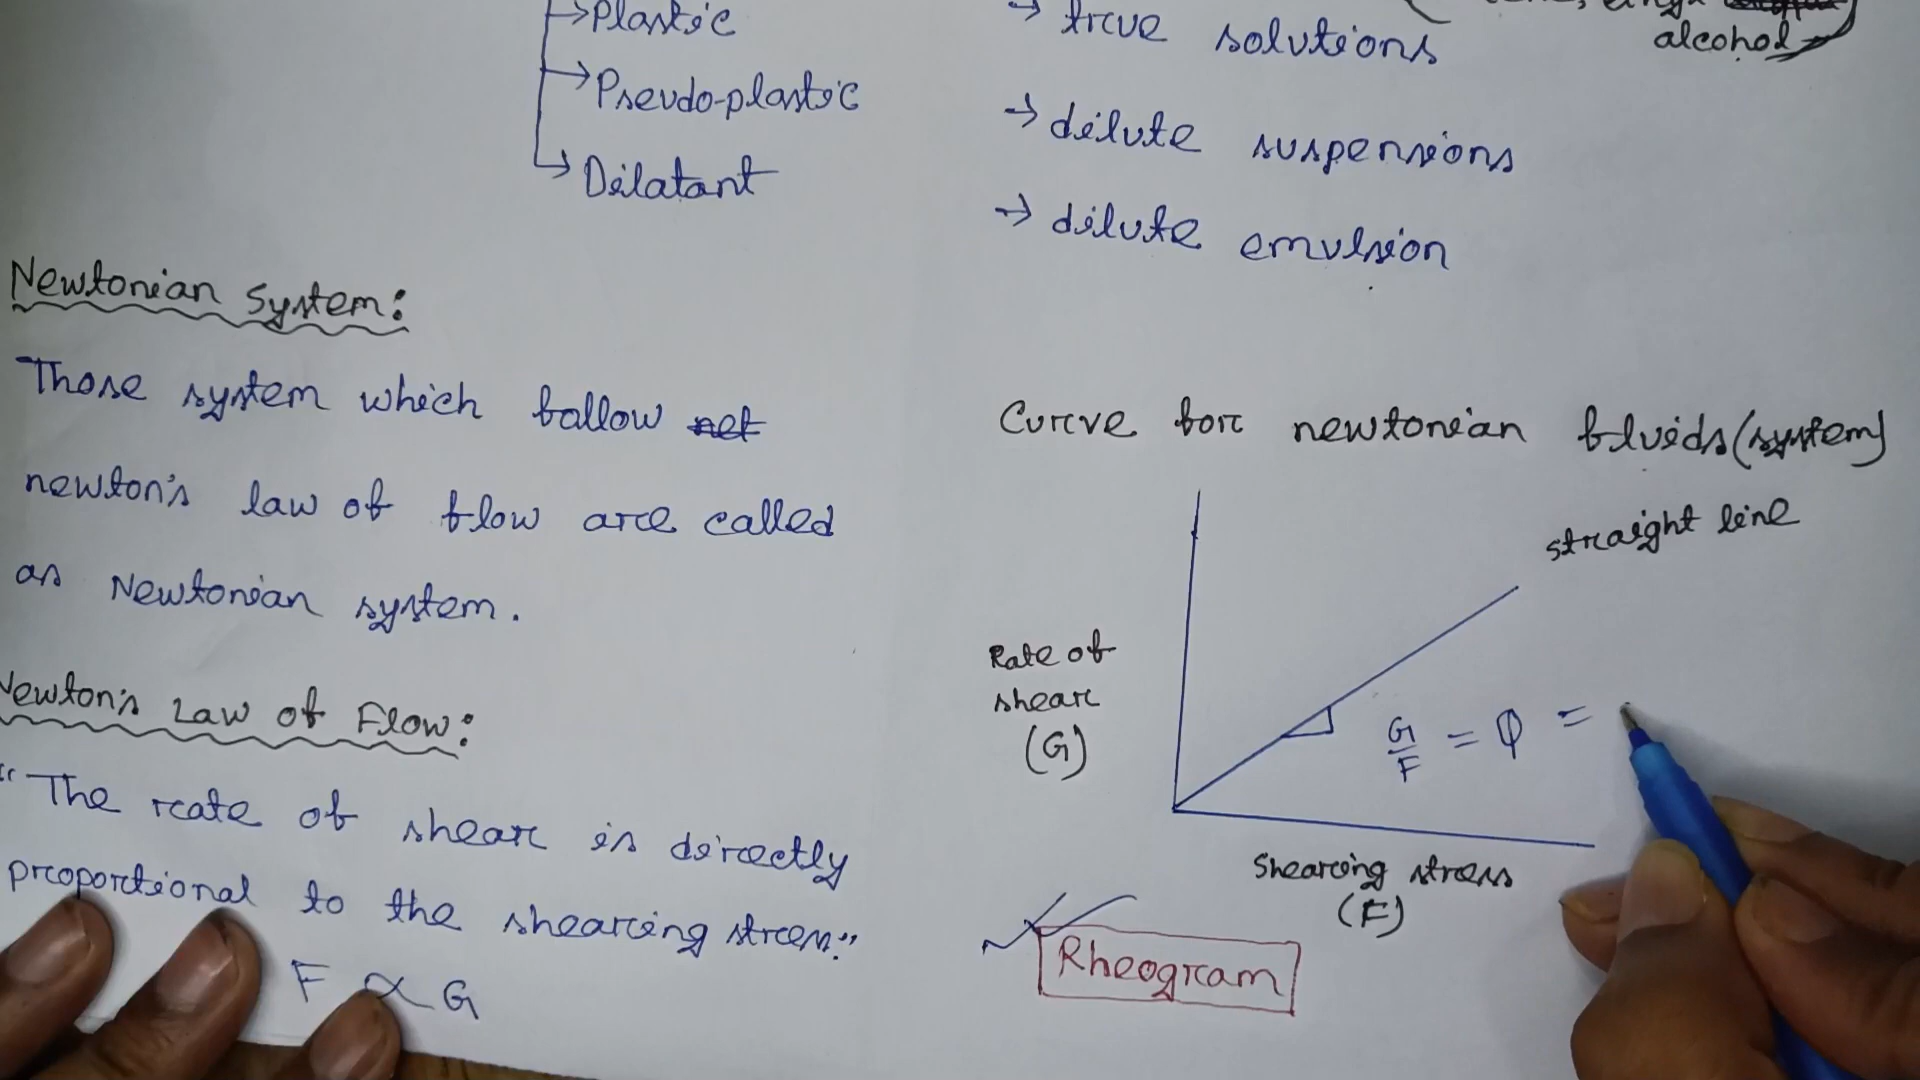 →Plastic
→Pseudo-plastic
→Dilatant
Newtonian System:
Those system which follow
newton's law of flow are called
as Newtonian system.
Newton's Law of Flow:
"The rate of shear is directly
proportional to the shearing stress."
F ∝ G
→ true solutions
alcohol
→ dilute suspensions
→ dilute emulsion
Curve for newtonian fluids(system)
straight line
Rate of
shear
(G)
G/F = φ =
Shearing stress
(F)
Rheogram